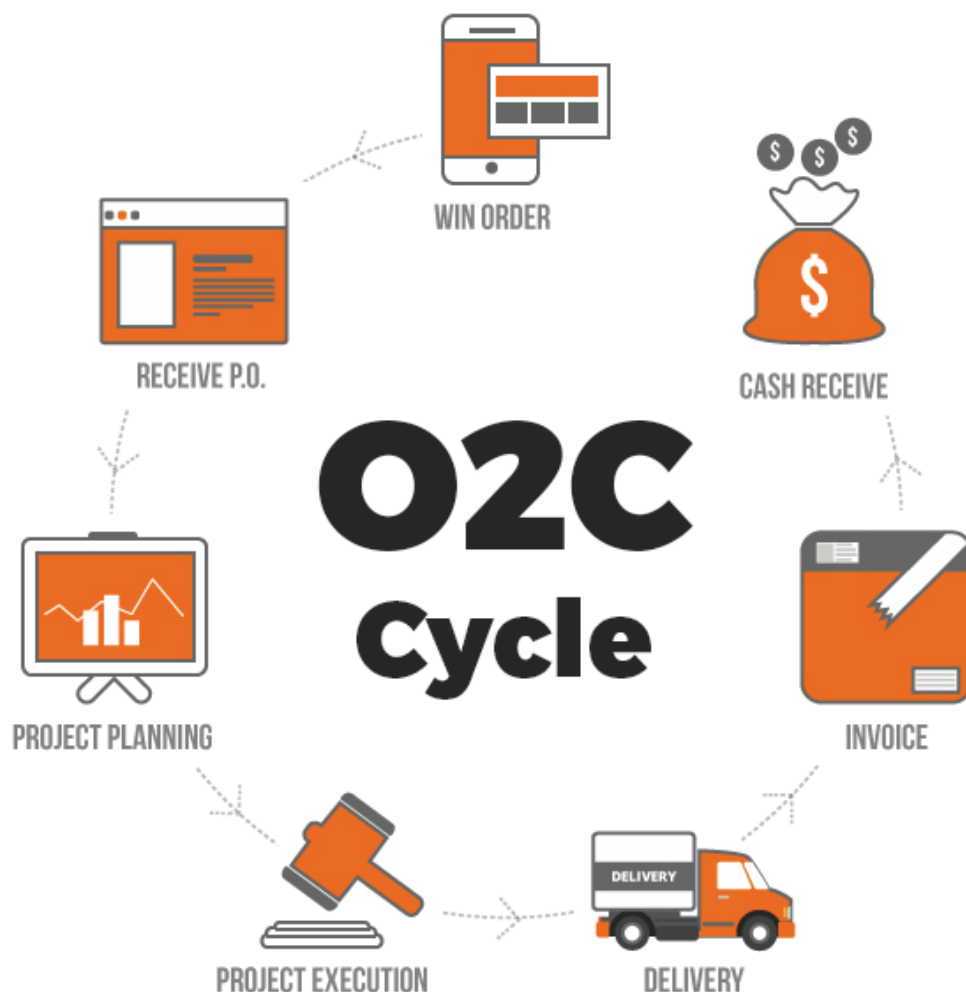 WIN ORDER
RECEIVE P.O.
PROJECT PLANNING
PROJECT EXECUTION
DELIVERY
DELIVERY
INVOICE
CASH RECEIVE
$
$
$
$
O2C
Cycle